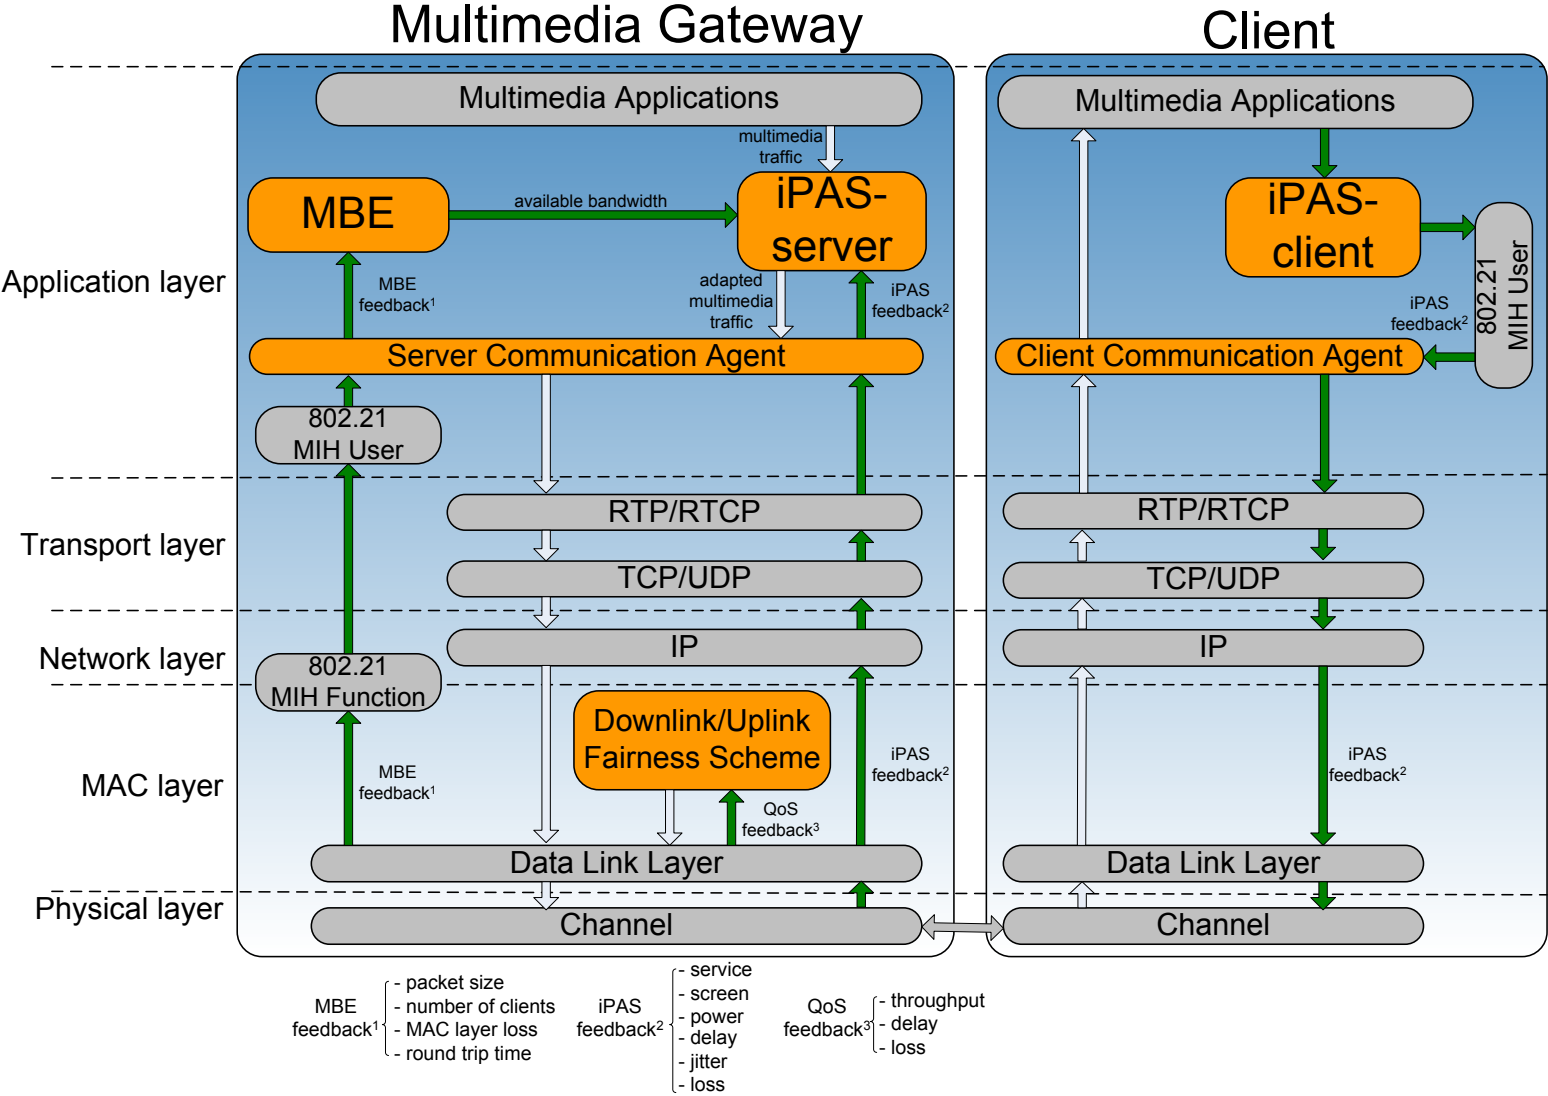 Multimedia Gateway
Client
Multimedia Applications
Multimedia Applications
multimedia
traffic
MBE
available bandwidth
iPAS-
server
iPAS-
client
802.21
MIH User
Application layer
MBE
feedback¹
adapted
multimedia
traffic
iPAS
feedback²
iPAS
feedback²
Server Communication Agent
Client Communication Agent
802.21
MIH User
Transport layer
RTP/RTCP
RTP/RTCP
TCP/UDP
TCP/UDP
Network layer
IP
IP
802.21
MIH Function
MAC layer
Downlink/Uplink
Fairness Scheme
MBE
feedback¹
QoS
feedback³
iPAS
feedback²
iPAS
feedback²
Data Link Layer
Data Link Layer
Physical layer
Channel
Channel
MBE
feedback¹
- packet size
- number of clients
- MAC layer loss
- round trip time
iPAS
feedback²
- service
- screen
- power
- delay
- jitter
- loss
QoS
feedback³
- throughput
- delay
- loss